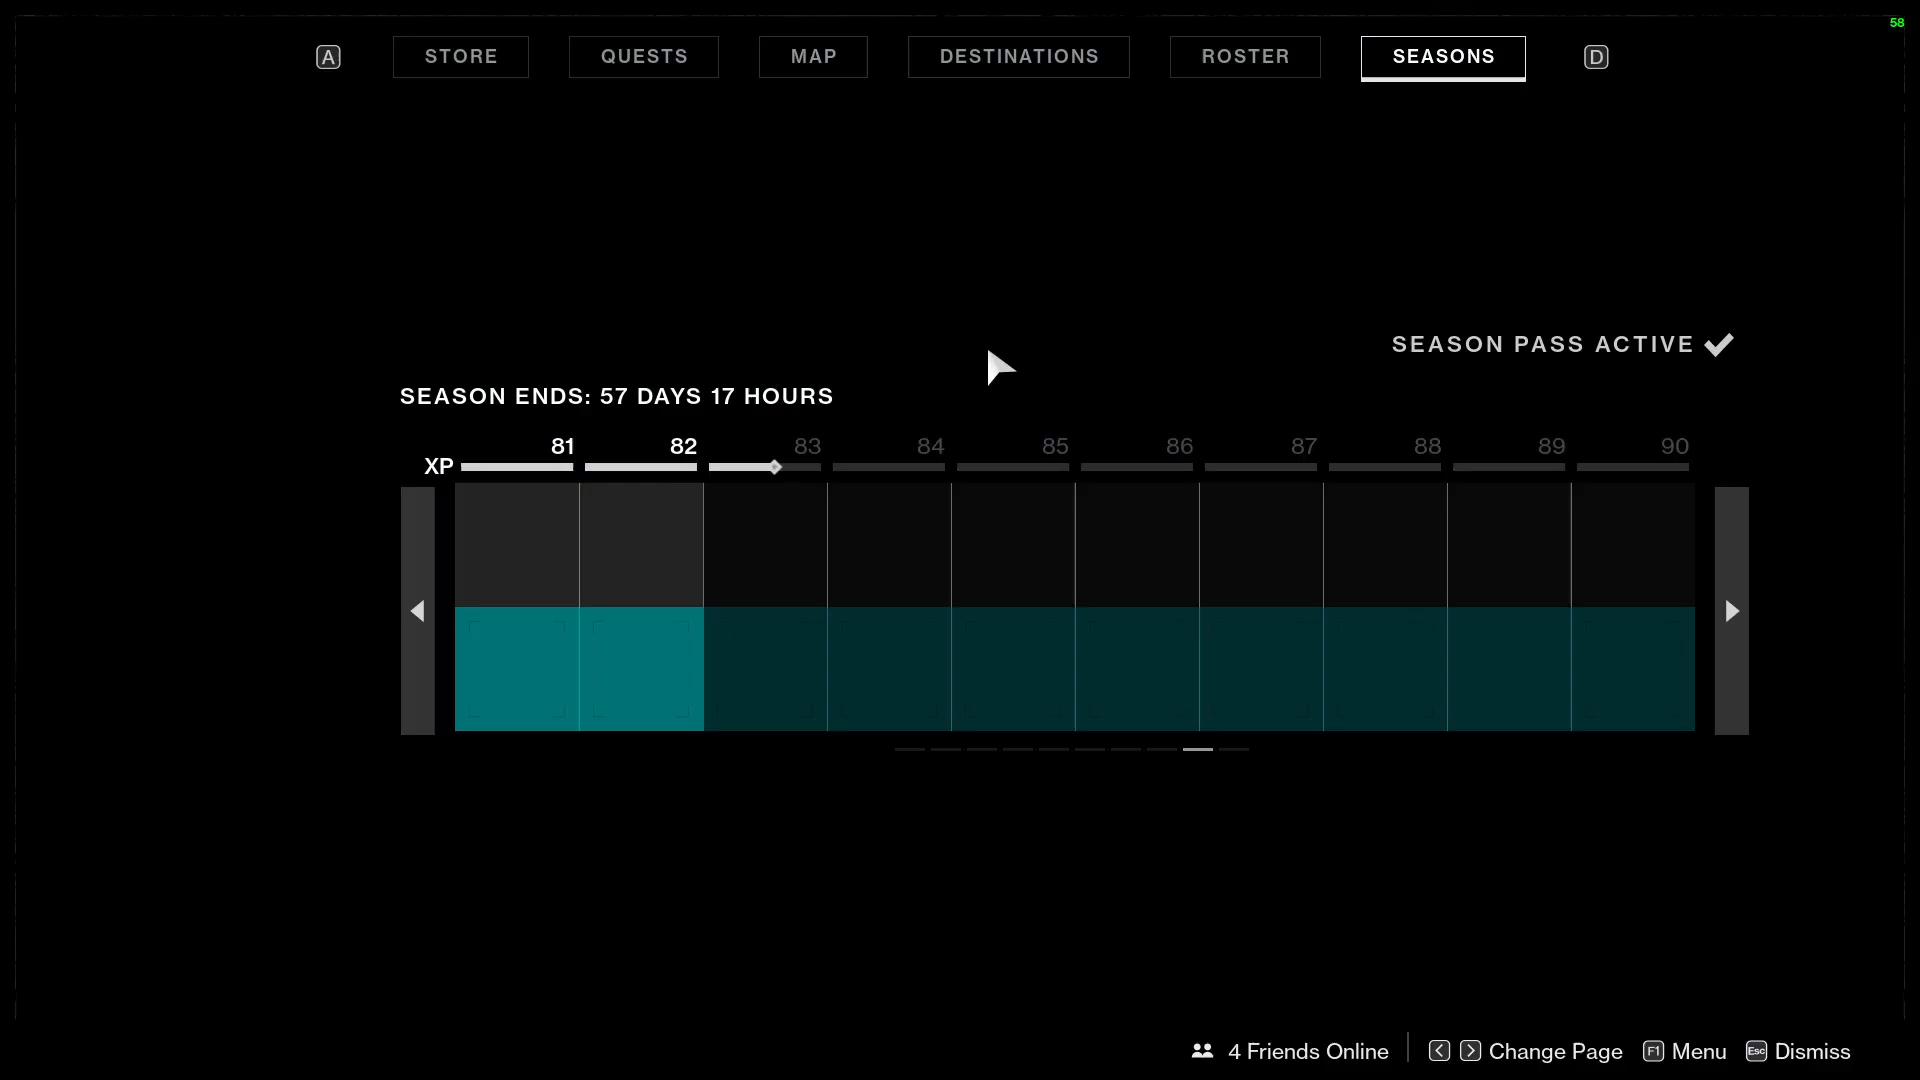 58
A STORE QUESTS MAP DESTINATIONS ROSTER SEASONS D
SEASON PASS ACTIVE
SEASON ENDS: 57 DAYS 17 HOURS
81 82 83 84 85 86 87 88 89 90
XP
4 Friends Online < > Change Page F1 Menu Esc Dismiss